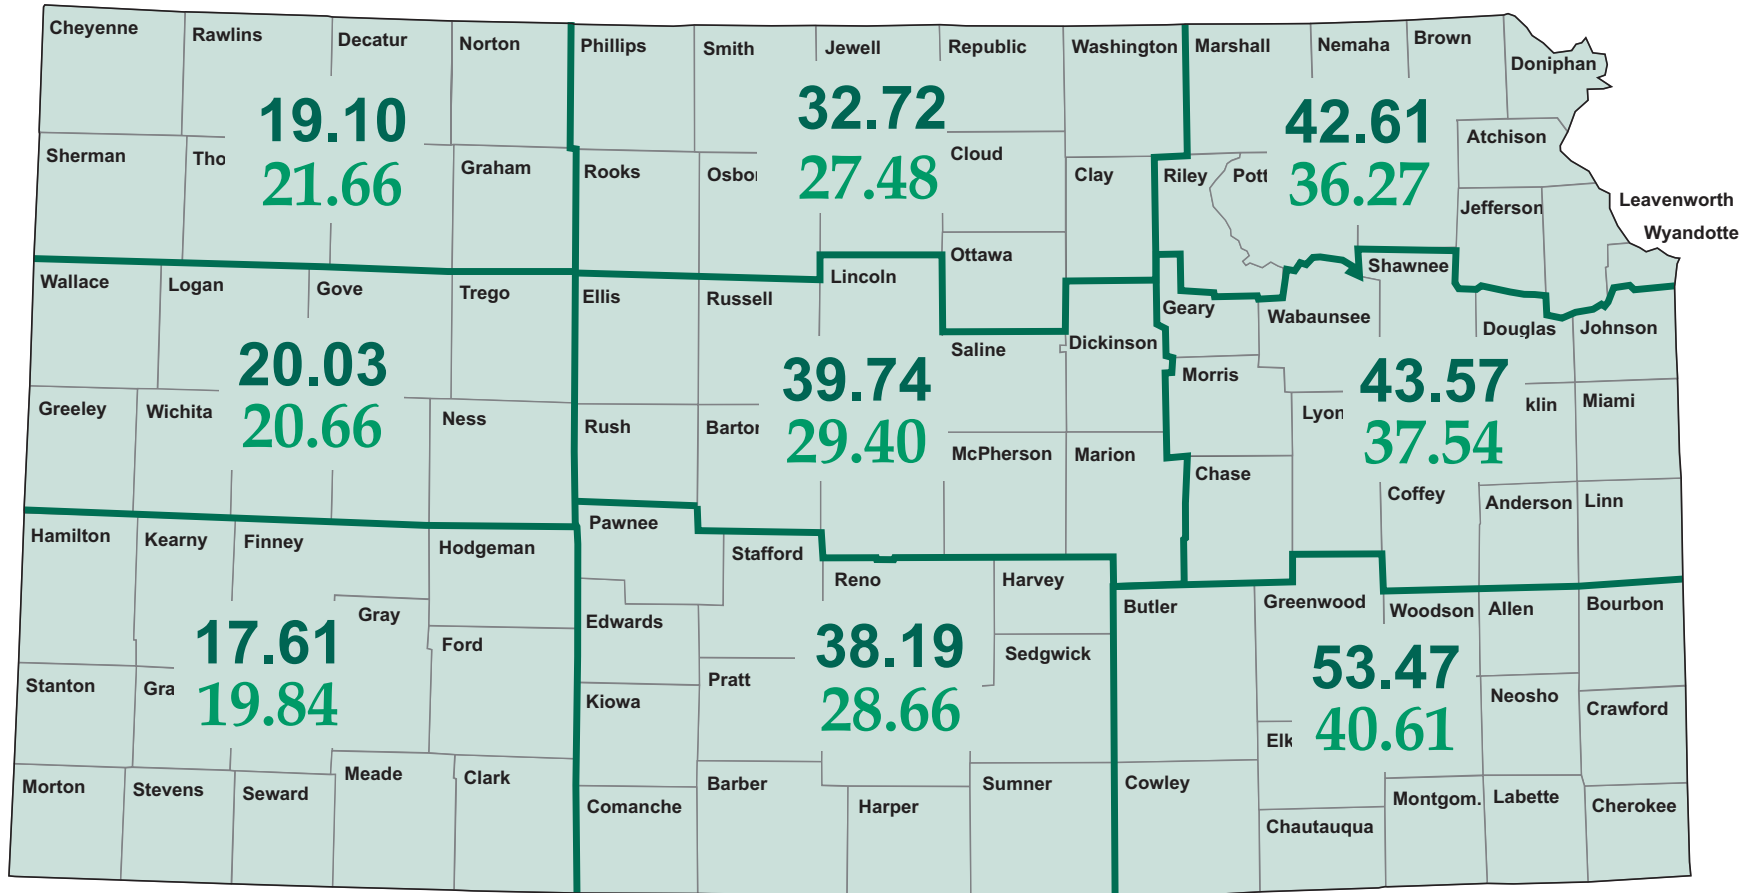 Cheyenne
Rawlins
Decatur
Norton
Phillips
Smith
Jewell
Republic
Washington
Marshall
Nemaha
Brown
Doniphan
19.10
21.66
32.72
27.48
42.61
36.27
Sherman
Tho
Graham
Rooks
Osbor
Cloud
Clay
Riley
Pott
Atchison
Jefferson
Leavenworth
Wyandotte
Ottawa
Shawnee
Wallace
Logan
Gove
Trego
Ellis
Russell
Lincoln
Saline
Dickinson
Geary
Wabaunsee
Douglas
Johnson
20.03
20.66
39.74
29.40
43.57
37.54
Greeley
Wichita
Ness
Rush
Barton
McPherson
Marion
Morris
Chase
Lyon
klin
Miami
Coffey
Anderson
Linn
Hamilton
Kearny
Finney
Hodgeman
Pawnee
Stafford
Reno
Harvey
Butler
Greenwood
Woodson
Allen
Bourbon
Gray
Ford
Edwards
Sedgwick
17.61
19.84
38.19
28.66
53.47
40.61
Stanton
Gra
Kiowa
Pratt
Elk
Neosho
Crawford
Morton
Stevens
Seward
Meade
Clark
Comanche
Barber
Harper
Sumner
Cowley
Chautauqua
Montgom.
Labette
Cherokee